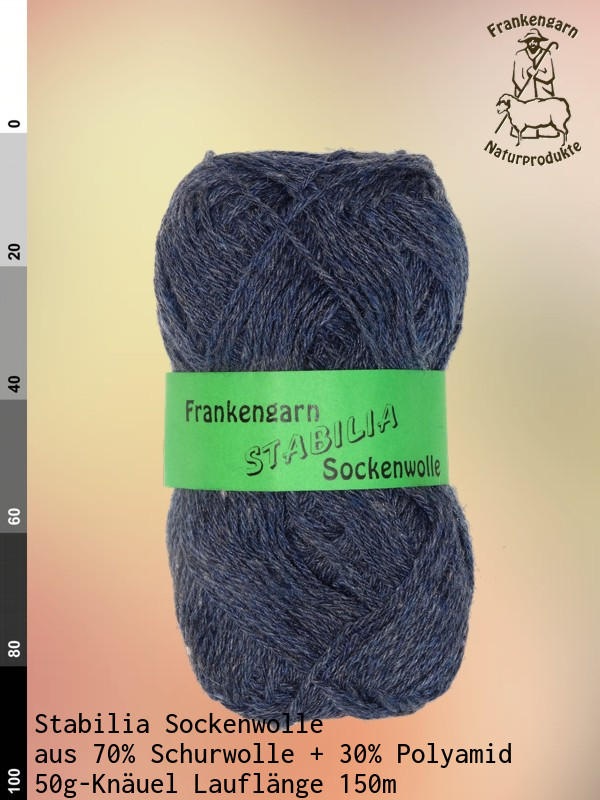 Frankengarn
Naturprodukte
0
20
40
60
80
100
Frankengarn
STABILIA
Sockenwolle
Stabilia Sockenwolle
aus 70% Schurwolle + 30% Polyamid
50g-Knäuel Lauflänge 150m